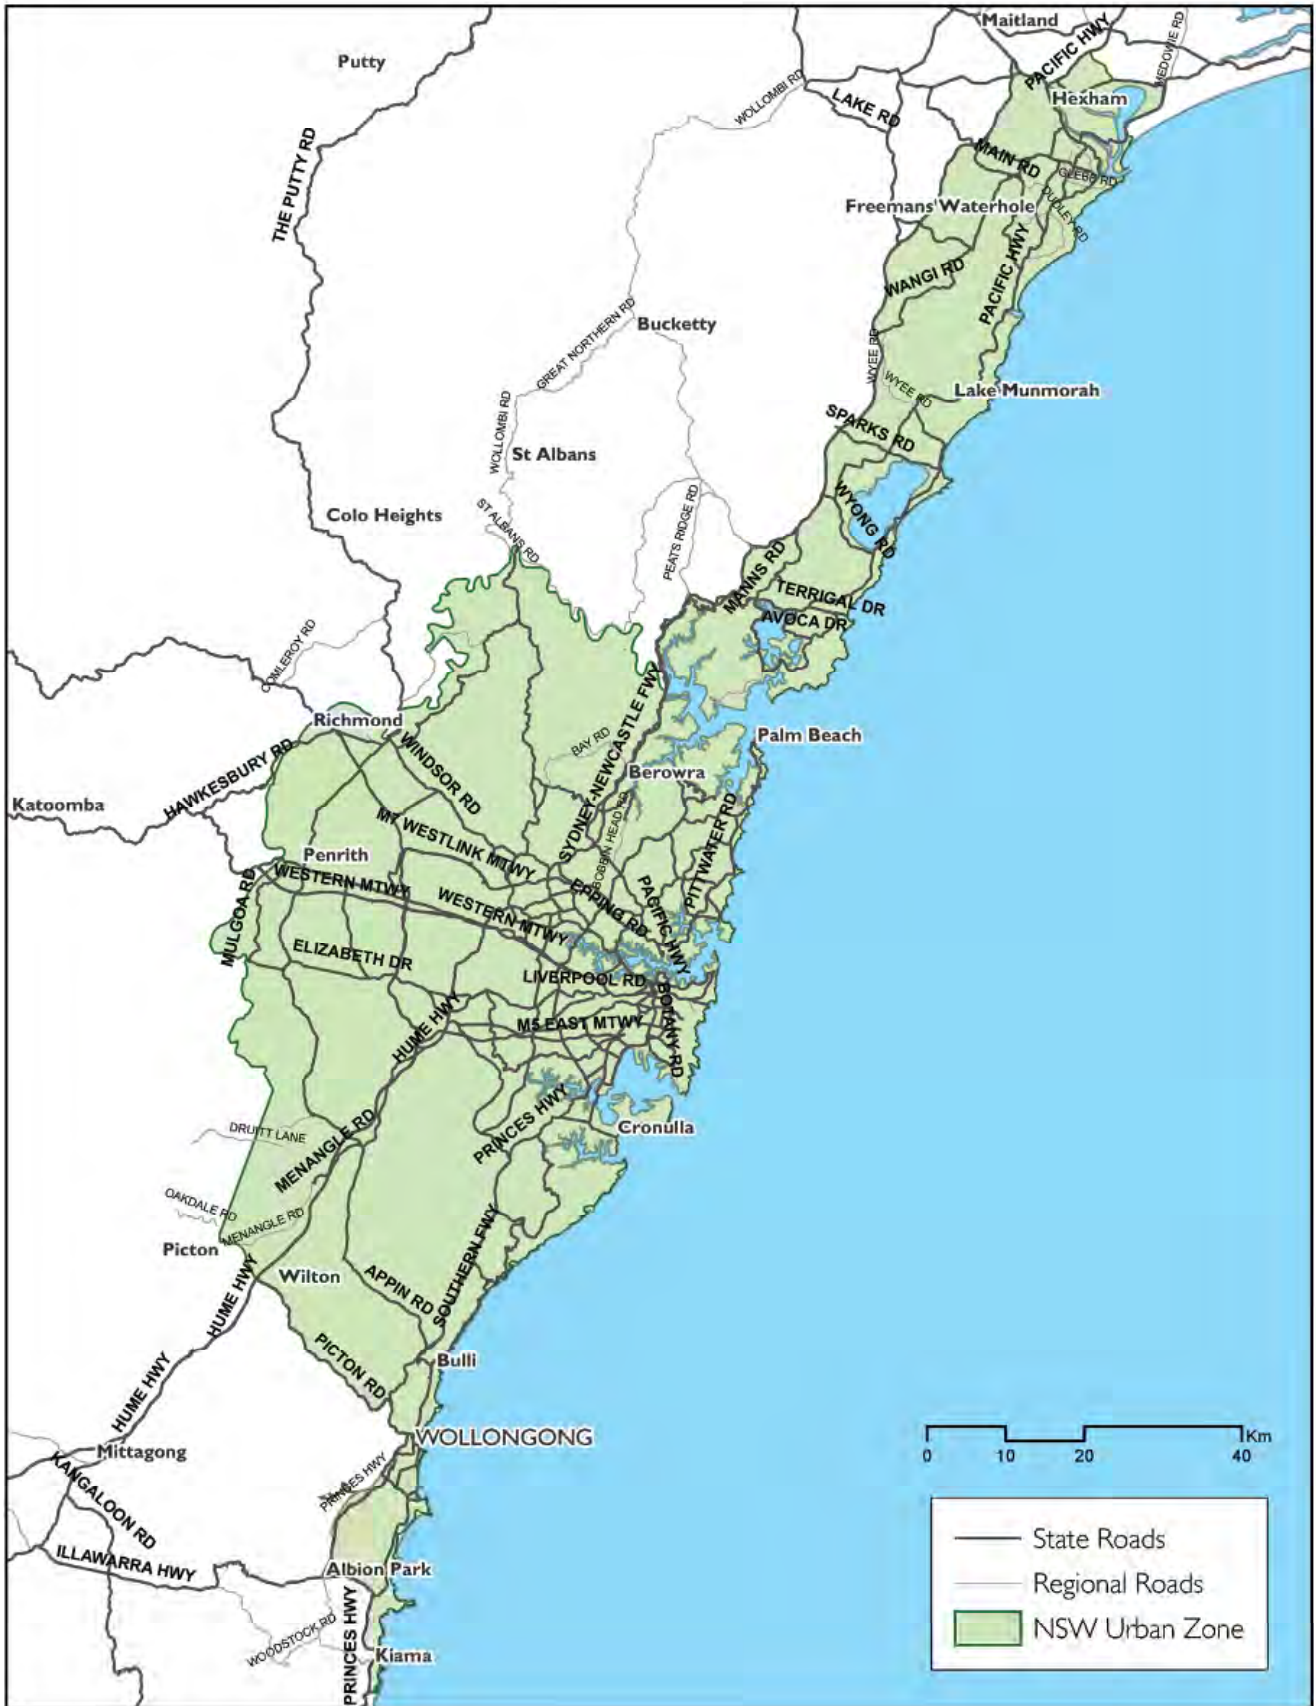 Maitland
PACIFIC HWY
MEDOWIE RD
Putty
Hexham
WOLLOMBI RD
LAKE RD
THE PUTTY RD
MAIN RD
GLEBE RD
Freemans Waterhole
DUDLEY RD
WANGI RD
PACIFIC HWY
GREAT NORTHERN RD
Bucketty
WYEE RD
WYEE RD
Lake Munmorah
WOLLOMBI RD
SPARKS RD
St Albans
Colo Heights
ST ALBANS RD
PEATS RIDGE RD
WYONG RD
MANNS RD
TERRIGAL DR
AVOCA DR
COMLEROY RD
Richmond
HAWKESBURY RD
WINDSOR RD
BAY RD
SYDNEY-NEWCASTLE FWY
Palm Beach
Berowra
Katoomba
BOBBIN HEAD RD
PITTWATER RD
M7 WESTLINK MTWY
Penrith
WESTERN MTWY
WESTERN MTWY
EPPING RD
PACIFIC HWY
MULGOA RD
ELIZABETH DR
LIVERPOOL RD
HUME HWY
M5 EAST MTWY
BOTANY RD
PRINCES HWY
Cronulla
DRUITT LANE
MENANGLE RD
OAKDALE RD
MENANGLE RD
Picton
Wilton
HUME HWY
APPIN RD
SOUTHERN FWY
PICTON RD
Bulli
HUME HWY
WOLLONGONG
Mittagong
KANGALOON RD
PRINCES HWY
ILLAWARRA HWY
Albion Park
WOODSTOCK RD
PRINCES HWY
Kiama
0 10 20 40 Km
State Roads
Regional Roads
NSW Urban Zone